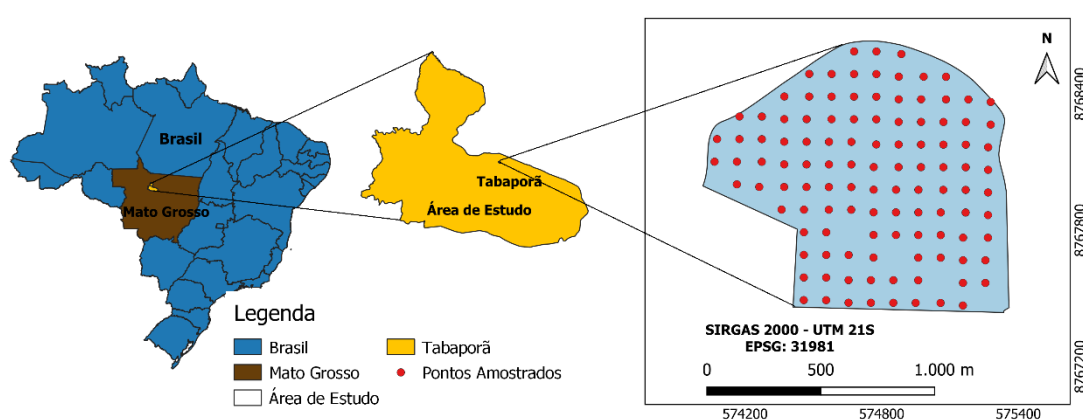 Brasil
Mato Grosso
Tabaporã
Área de Estudo
N
Legenda
Brasil
Mato Grosso
Área de Estudo
Tabaporã
Pontos Amostrados
SIRGAS 2000 - UTM 21S
EPSG: 31981
0 500 1.000 m
574200 574800 575400
8768400
8767800
8767200